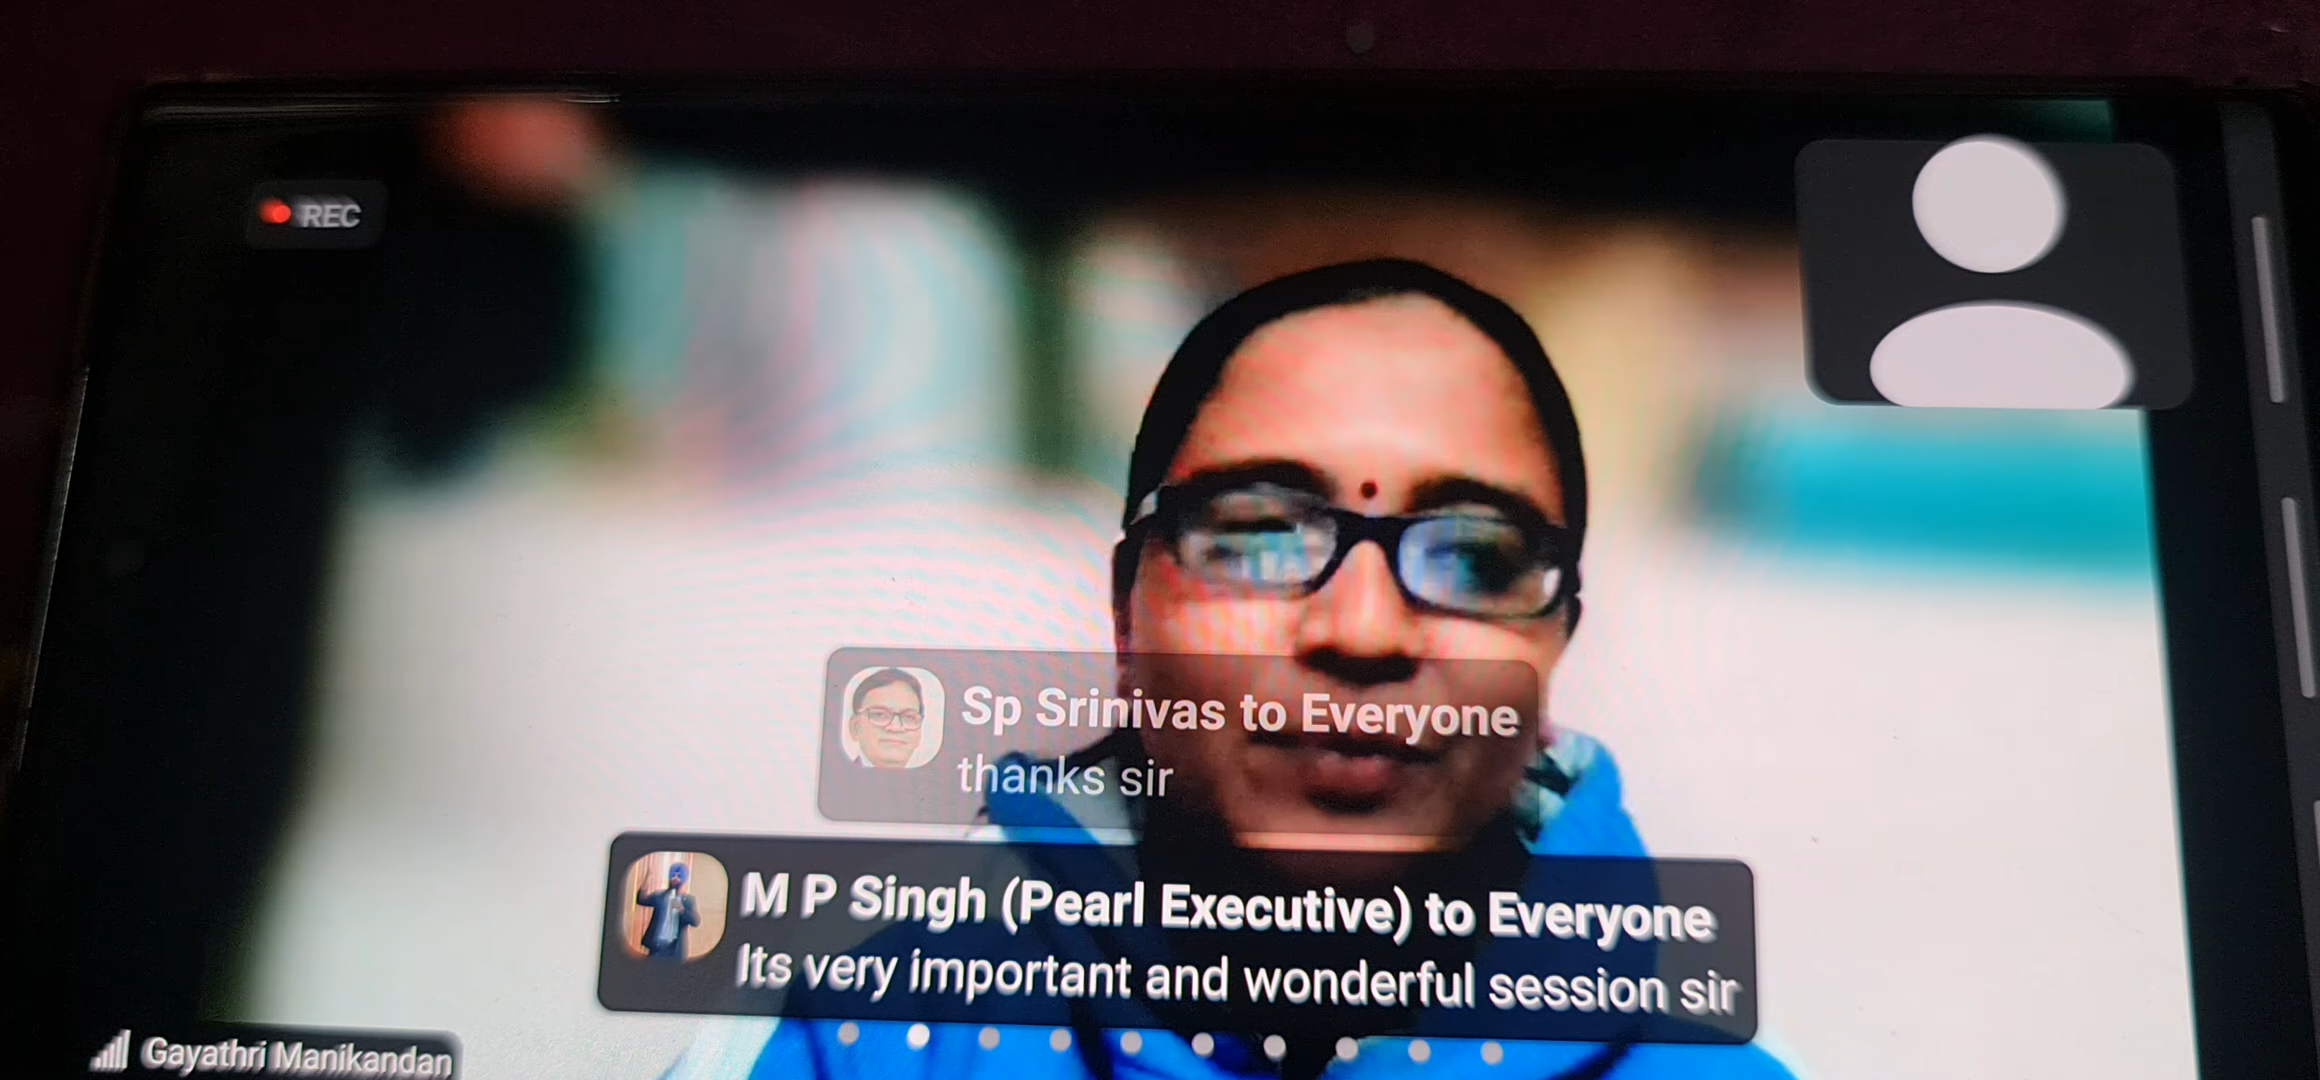 REC
Sp Srinivas to Everyone
thanks sir
M P Singh (Pearl Executive) to Everyone
Its very important and wonderful session sir
Gayathri Manikandan